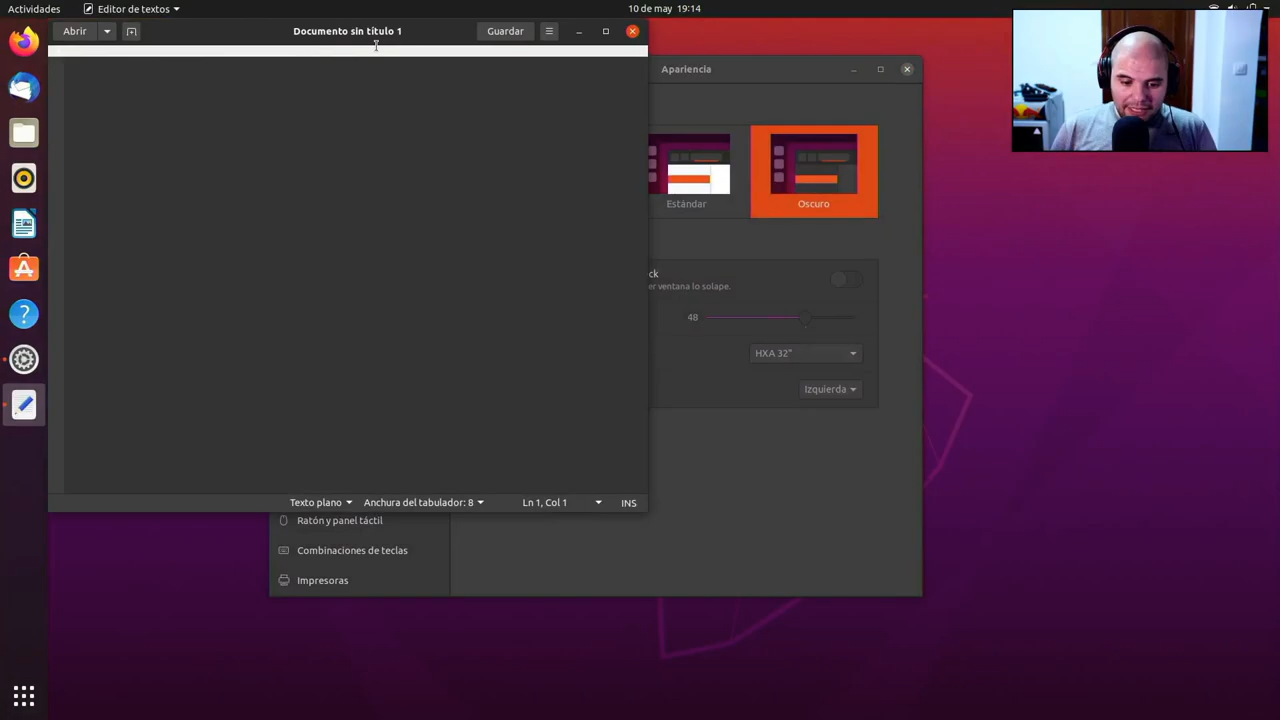 Actividades
Editor de textos
10 de may 19:14
Abrir
Documento sin título 1
Guardar
Apariencia
Estándar
Oscuro
ck
er ventana lo solape.
48
HXA 32"
Izquierda
Texto plano
Anchura del tabulador: 8
Ln 1, Col 1
INS
Ratón y panel táctil
Combinaciones de teclas
Impresoras